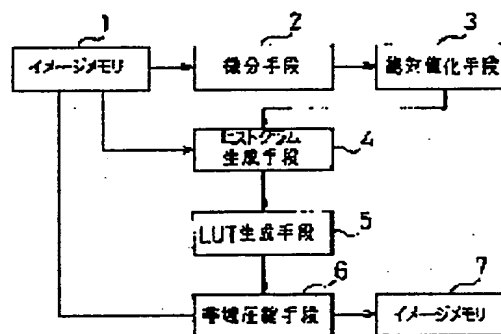 1
2
3
イメージメモリ
微分手段
絶対値化手段
ヒストグラム
生成手段
4
LUT生成手段
5
6
7
帯域圧縮手段
イメージメモリ